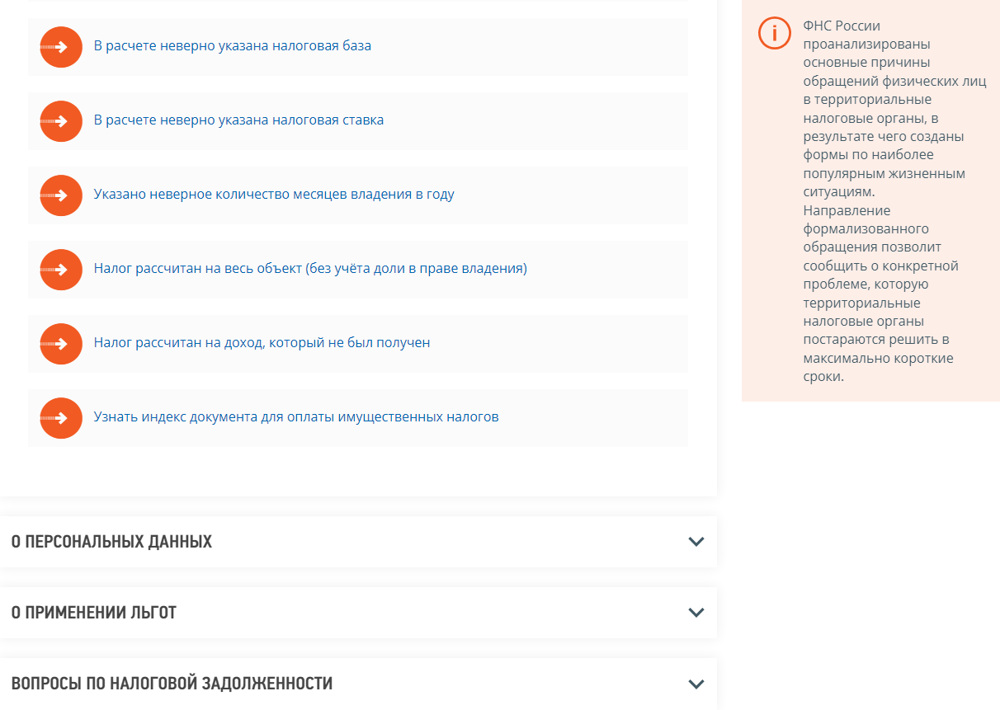 В расчете неверно указана налоговая база
В расчете неверно указана налоговая ставка
Указано неверное количество месяцев владения в году
Налог рассчитан на весь объект (без учёта доли в праве владения)
Налог рассчитан на доход, который не был получен
Узнать индекс документа для оплаты имущественных налогов
О ПЕРСОНАЛЬНЫХ ДАННЫХ
О ПРИМЕНЕНИИ ЛЬГОТ
ВОПРОСЫ ПО НАЛОГОВОЙ ЗАДОЛЖЕННОСТИ
ФНС России
проанализированы
основные причины
обращений физических лиц
в территориальные
налоговые органы, в
результате чего созданы
формы по наиболее
популярным жизненным
ситуациям.
Направление
формализованного
обращения позволит
сообщить о конкретной
проблеме, которую
территориальные
налоговые органы
постараются решить в
максимально короткие
сроки.